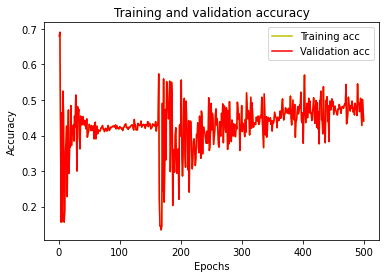 Training and validation accuracy
Training acc
Validation acc
0.7
0.6
0.5
0.4
0.3
0.2
Accuracy
0
100
200
300
400
500
Epochs